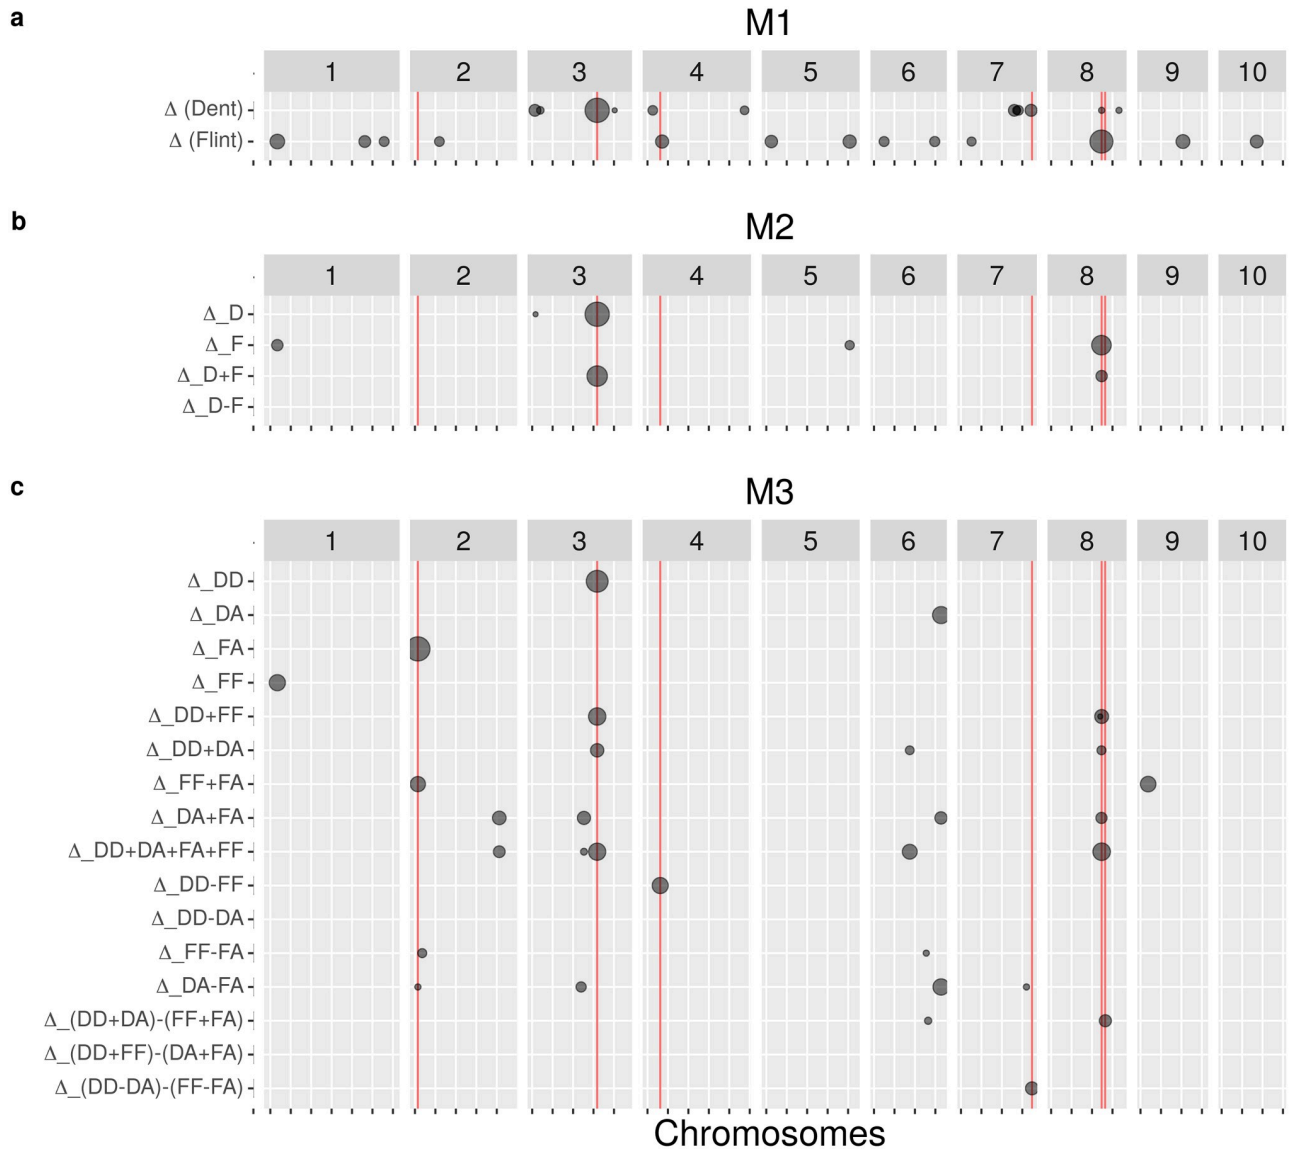 a
M1
1 2 3 4 5 6 7 8 9 10
Δ (Dent)
Δ (Flint)
b
M2
1 2 3 4 5 6 7 8 9 10
Δ_D
Δ_F
Δ_D+F
Δ_D-F
c
M3
1 2 3 4 5 6 7 8 9 10
Δ_DD
Δ_DA
Δ_FA
Δ_FF
Δ_DD+FF
Δ_DD+DA
Δ_FF+FA
Δ_DA+FA
Δ_DD+DA+FA+FF
Δ_DD-FF
Δ_DD-DA
Δ_FF-FA
Δ_DA-FA
Δ_(DD+DA)-(FF+FA)
Δ_(DD+FF)-(DA+FA)
Δ_(DD-DA)-(FF-FA)
Chromosomes